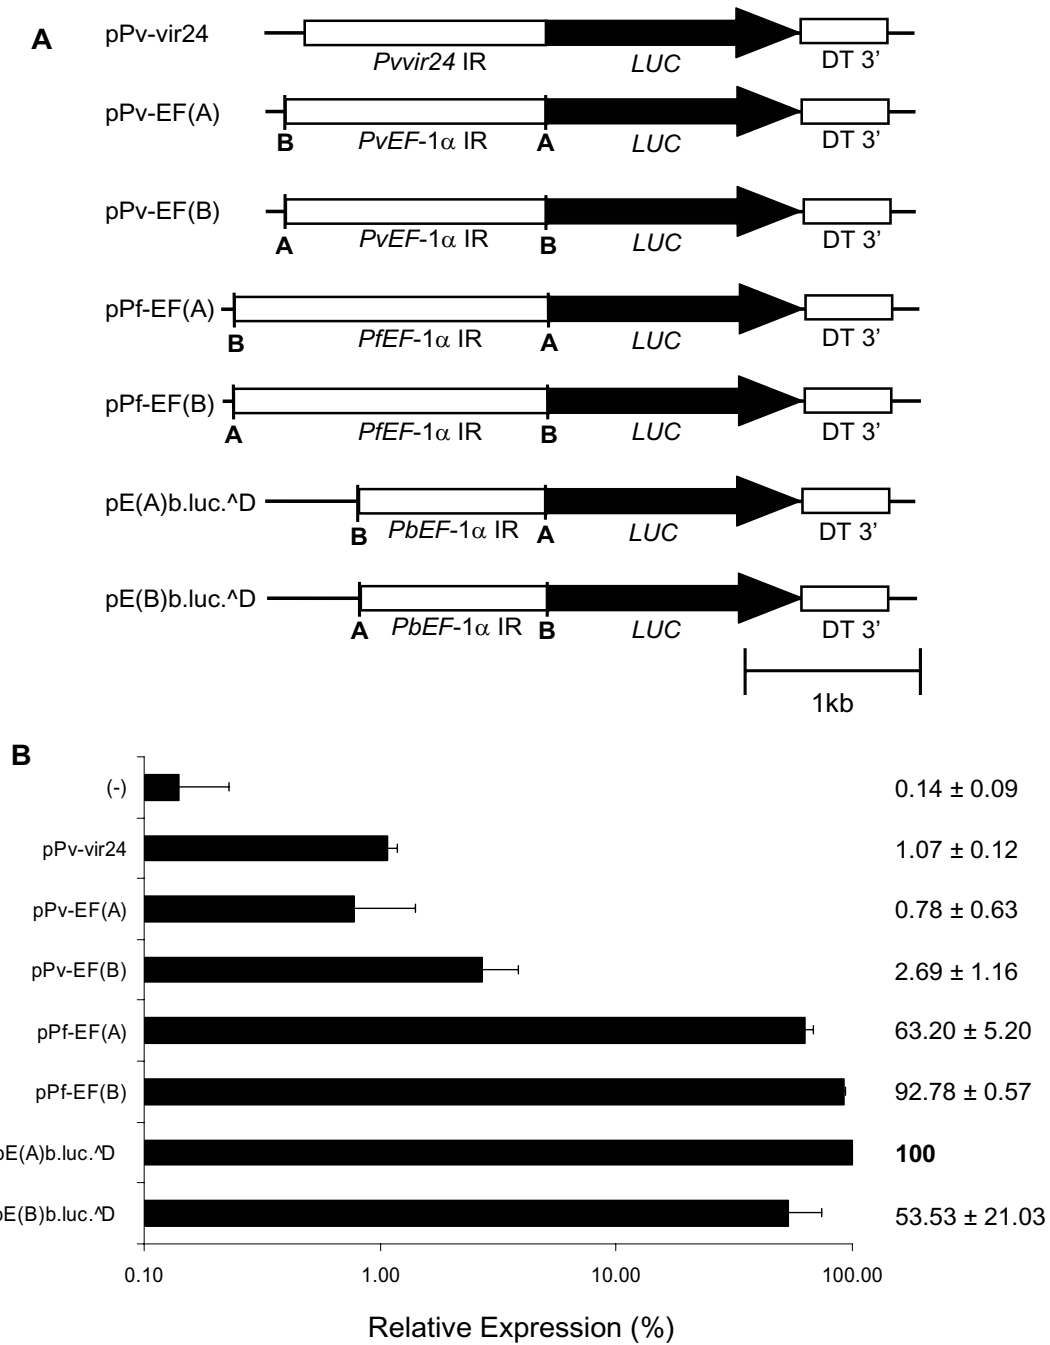 A
pPv-vir24
Pvvir24 IR
LUC
DT 3’
pPv-EF(A)
B
PvEF-1α IR
A
LUC
DT 3’
pPv-EF(B)
A
PvEF-1α IR
B
LUC
DT 3’
pPf-EF(A)
B
PfEF-1α IR
A
LUC
DT 3’
pPf-EF(B)
A
PfEF-1α IR
B
LUC
DT 3’
pE(A)b.luc.^D
B
PbEF-1α IR
A
LUC
DT 3’
pE(B)b.luc.^D
A
PbEF-1α IR
B
LUC
DT 3’
1kb
B
(-) 0.14 ± 0.09
pPv-vir24 1.07 ± 0.12
pPv-EF(A) 0.78 ± 0.63
pPv-EF(B) 2.69 ± 1.16
pPf-EF(A) 63.20 ± 5.20
pPf-EF(B) 92.78 ± 0.57
pE(A)b.luc.^D 100
pE(B)b.luc.^D 53.53 ± 21.03
0.10 1.00 10.00 100.00
Relative Expression (%)